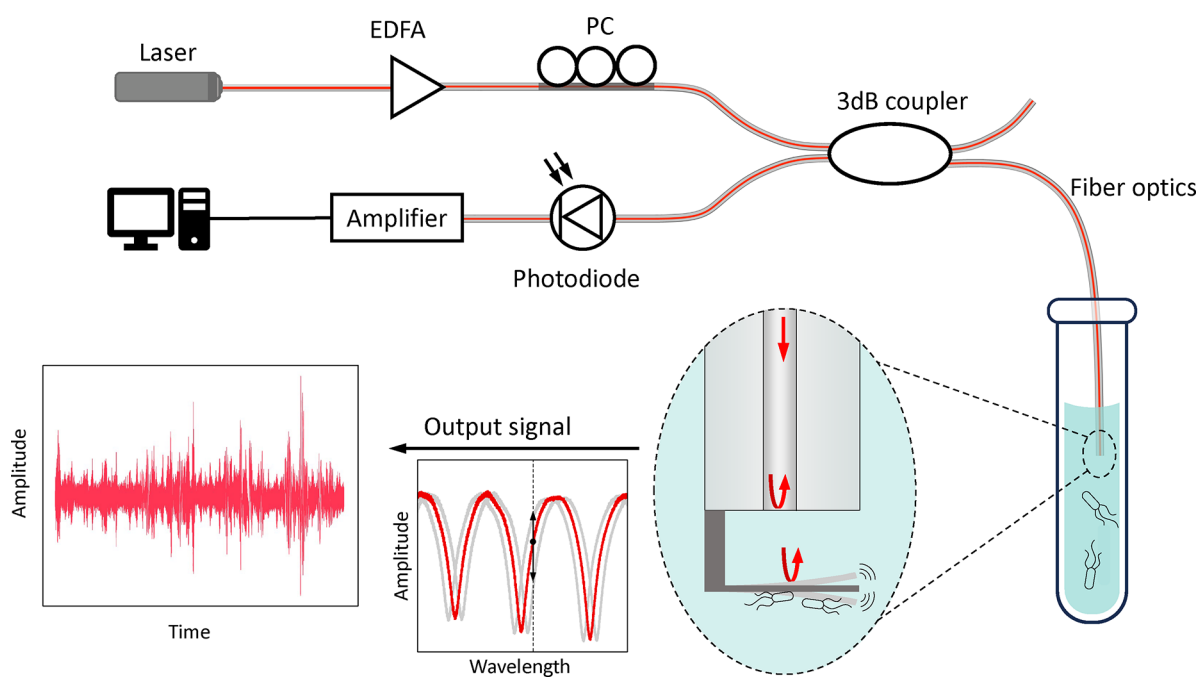 Laser
EDFA
PC
3dB coupler
Fiber optics
Amplifier
Photodiode
Output signal
Amplitude
Time
Amplitude
Wavelength